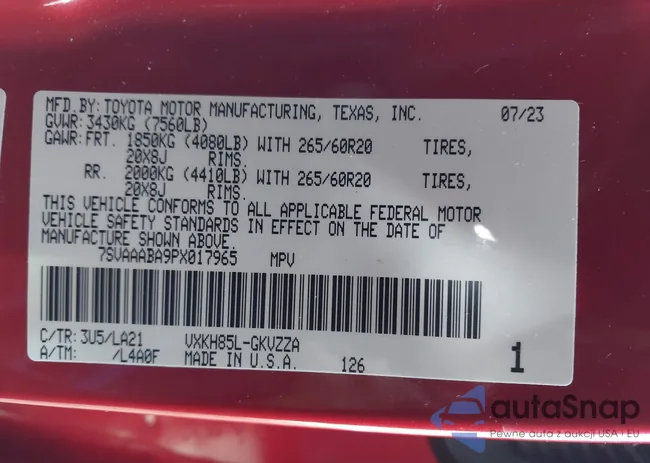 MFD.BY: TOYOTA MOTOR MANUFACTURING, TEXAS, INC. 07/23
GVWR: 3430KG (7560LB)
GAWR: FRT. 1850KG (4080LB) WITH 265/60R20 TIRES,
20X8J RIMS.
RR. 2000KG (4410LB) WITH 265/60R20 TIRES,
20X8J RIMS.
THIS VEHICLE CONFORMS TO ALL APPLICABLE FEDERAL MOTOR
VEHICLE SAFETY STANDARDS IN EFFECT ON THE DATE OF
MANUFACTURE SHOWN ABOVE.
7SVAAABA9PX017965 MPV
C/TR: 3U5/LA21 VXKH85L-GKVZZA
A/TM: /L4A0F MADE IN U.S.A. 126 1
autaSnap
Pewne auta z aukcji USA i EU